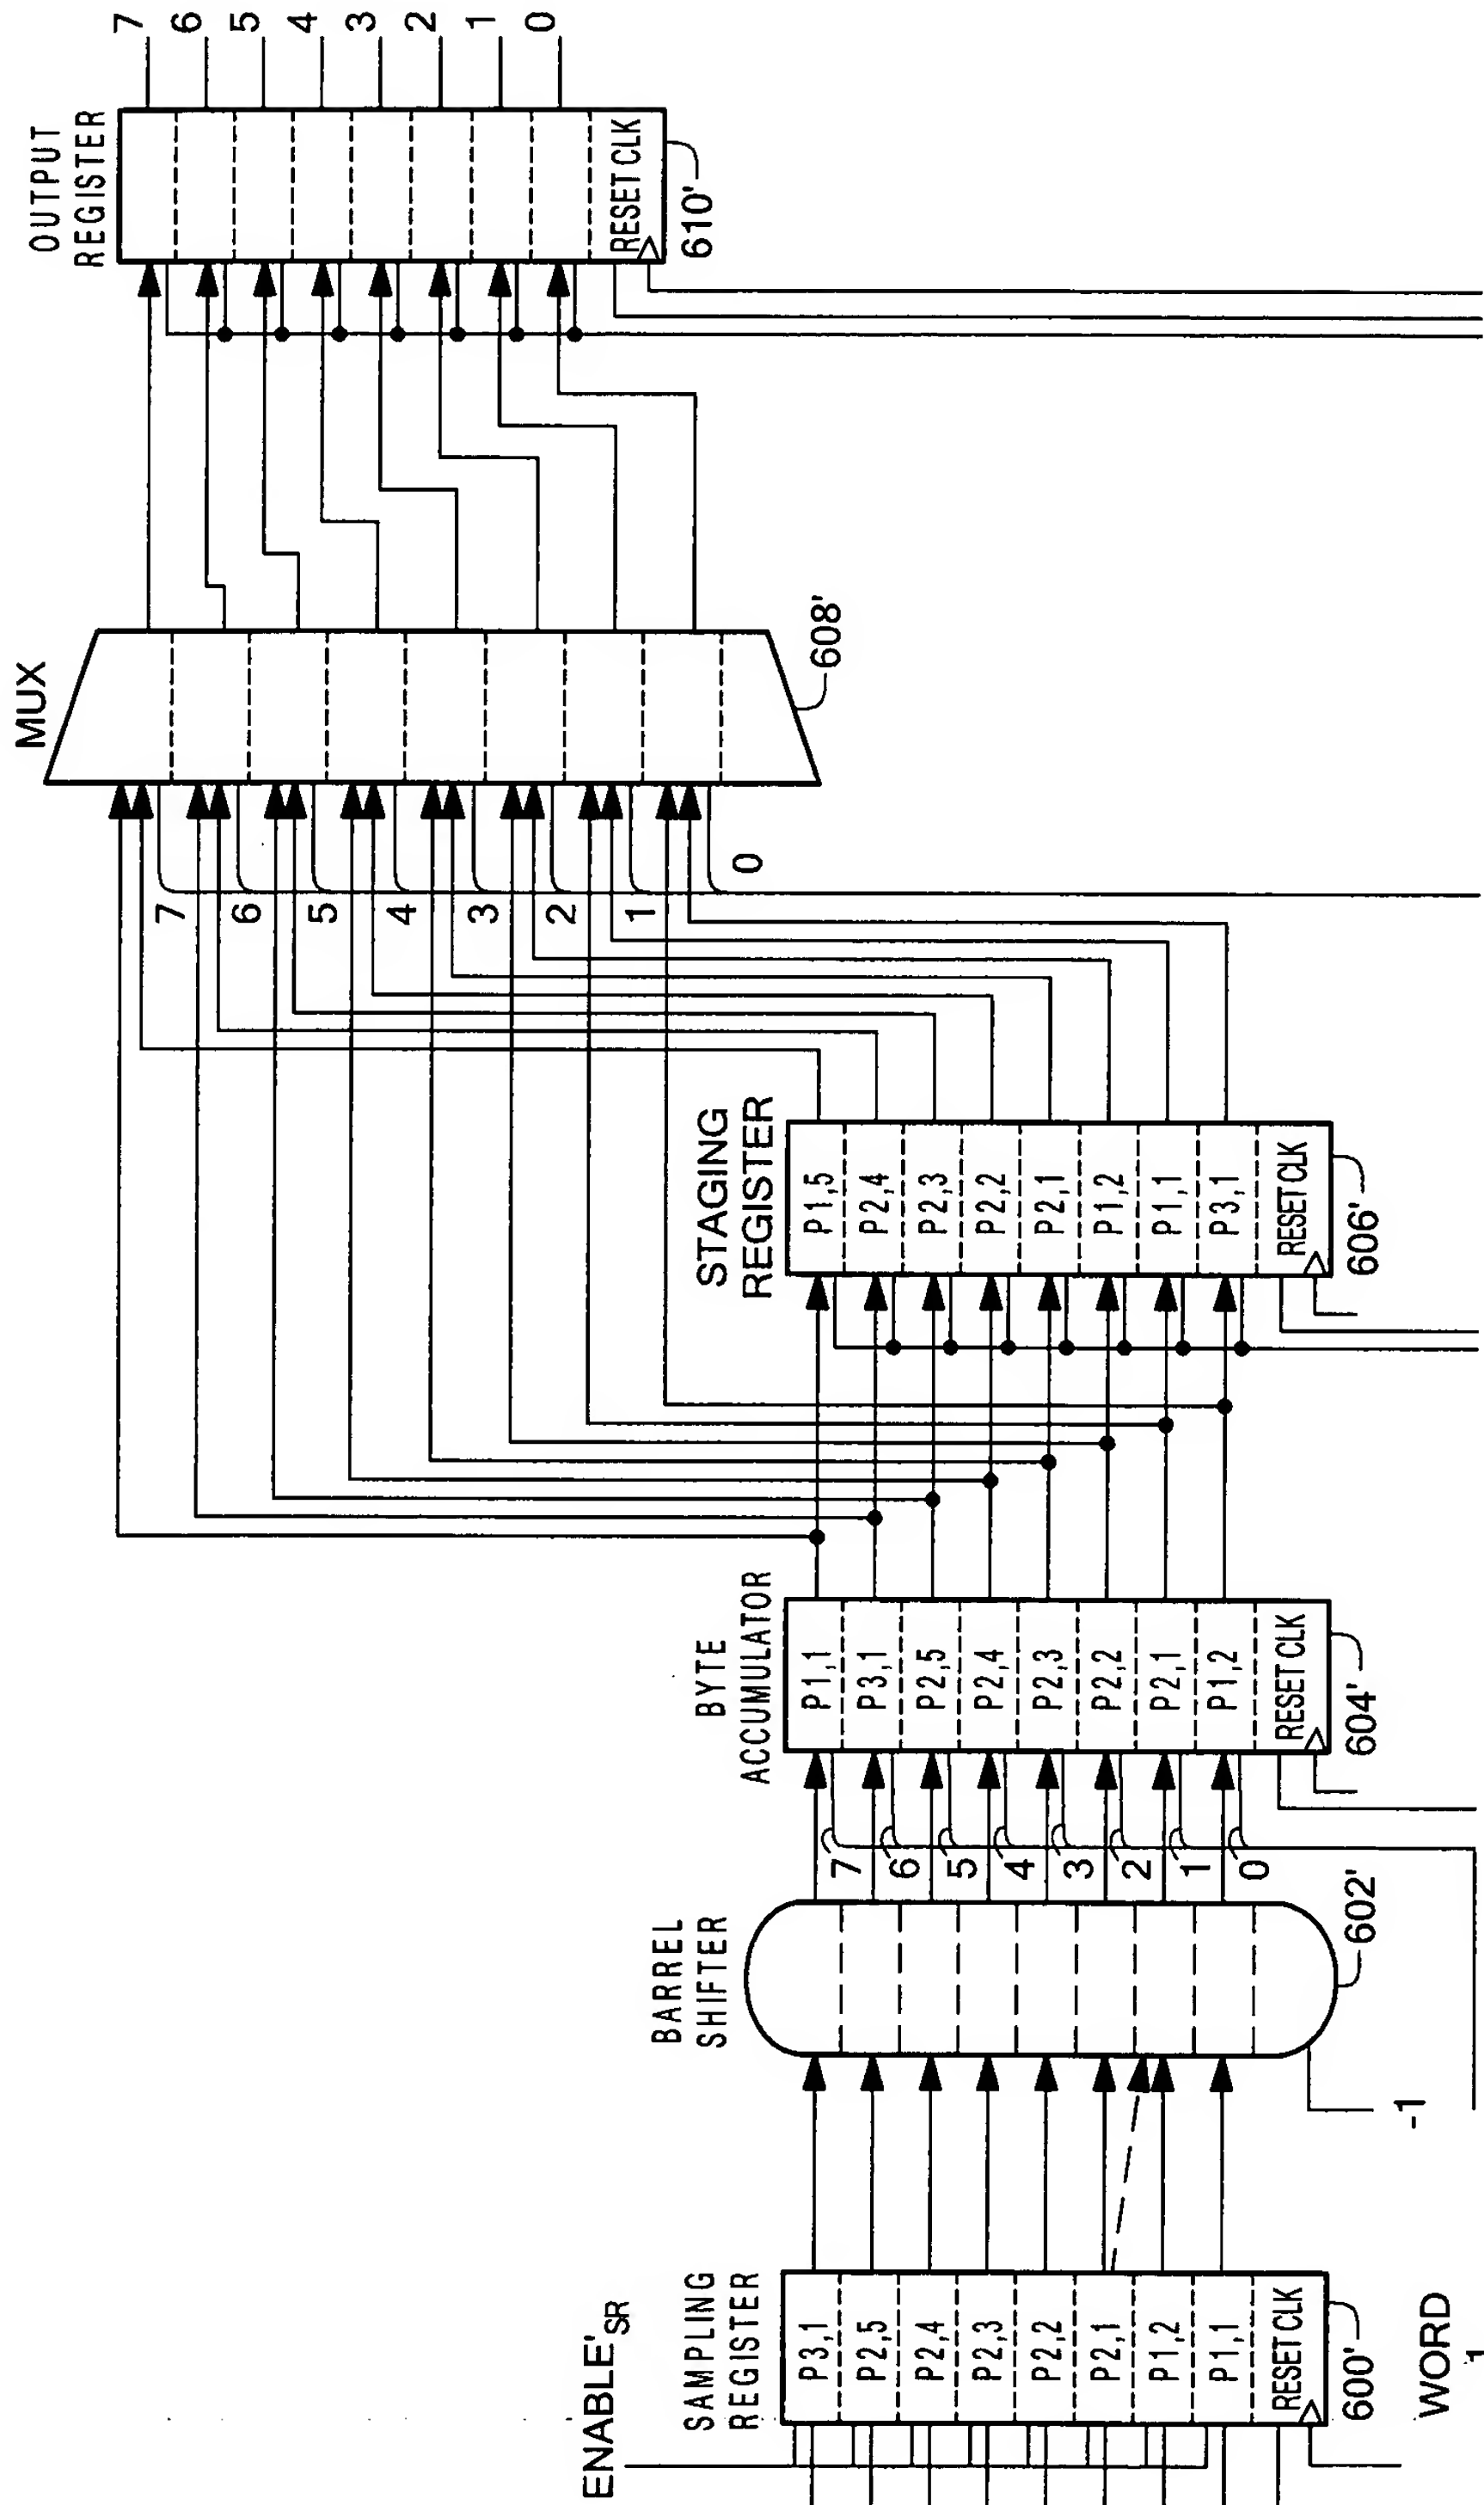 OUTPUT
REGISTER
7
6
5
4
3
2
1
0
RESET CLK
610'
MUX
608'
7
6
5
4
3
2
1
0
STAGING
REGISTER
P1,5
P2,4
P2,3
P2,2
P2,1
P1,2
P1,1
P3,1
RESET CLK
606'
BYTE
ACCUMULATOR
P1,1
P3,1
P2,5
P2,4
P2,3
P2,2
P2,1
P1,2
RESET CLK
604'
7
6
5
4
3
2
1
0
BARREL
SHIFTER
602'
-1
ENABLE'SR
SAMPLING
REGISTER
P3,1
P2,5
P2,4
P2,3
P2,2
P2,1
P1,2
P1,1
RESET CLK
600'
WORD
1